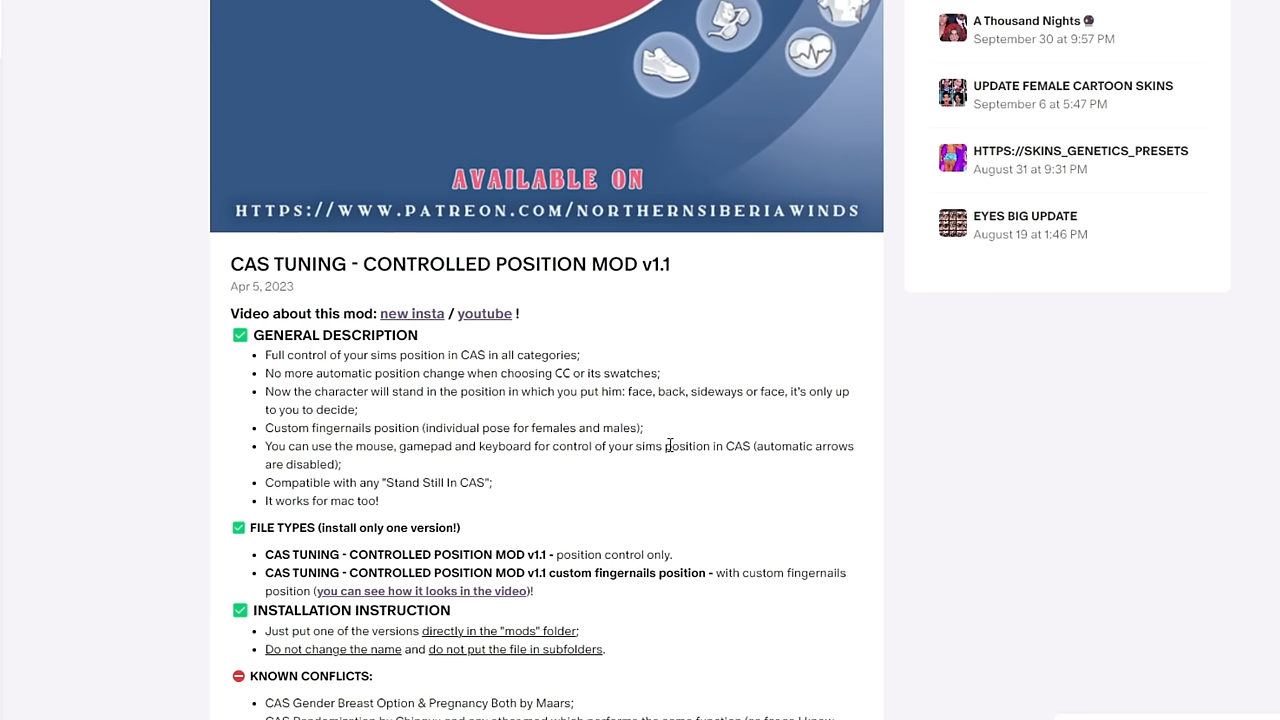 AVAILABLE ON
HTTPS://WWW.PATREON.COM/NORTHERNSIBERIAWINDS
CAS TUNING - CONTROLLED POSITION MOD v1.1
Apr 5, 2023
Video about this mod: new insta / youtube !
✅ GENERAL DESCRIPTION
• Full control of your sims position in CAS in all categories;
• No more automatic position change when choosing CC or its swatches;
• Now the character will stand in the position in which you put him: face, back, sideways or face, it's only up
to you to decide;
• Custom fingernails position (individual pose for females and males);
• You can use the mouse, gamepad and keyboard for control of your sims position in CAS (automatic arrows
are disabled);
• Compatible with any "Stand Still In CAS";
• It works for mac too!
✅ FILE TYPES (install only one version!)
• CAS TUNING - CONTROLLED POSITION MOD v1.1 - position control only.
• CAS TUNING - CONTROLLED POSITION MOD v1.1 custom fingernails position - with custom fingernails
position (you can see how it looks in the video)!
✅ INSTALLATION INSTRUCTION
• Just put one of the versions directly in the "mods" folder;
• Do not change the name and do not put the file in subfolders.
⛔ KNOWN CONFLICTS:
• CAS Gender Breast Option & Pregnancy Both by Maars;
A Thousand Nights 🔮
September 30 at 9:57 PM
UPDATE FEMALE CARTOON SKINS
September 6 at 5:47 PM
HTTPS://SKINS_GENETICS_PRESETS
August 31 at 9:31 PM
EYES BIG UPDATE
August 19 at 1:46 PM